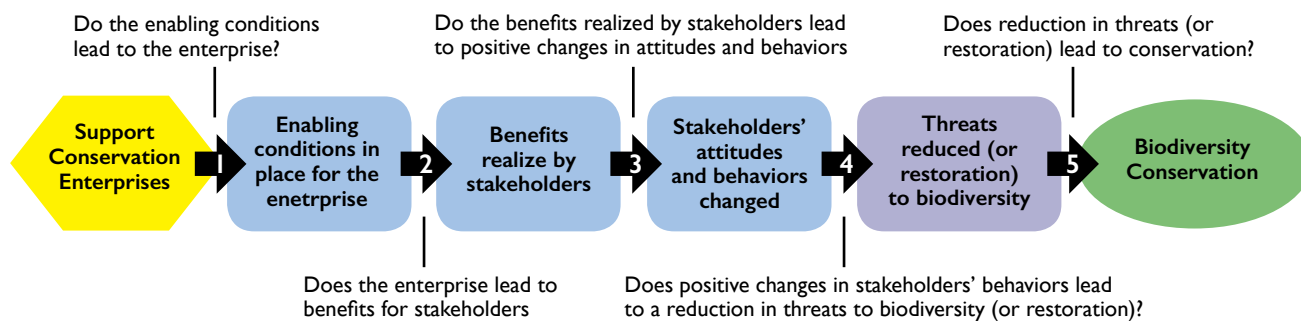 Do the enabling conditions
lead to the enterprise?
Do the benefits realized by stakeholders lead
to positive changes in attitudes and behaviors
Does reduction in threats (or
restoration) lead to conservation?
Support
Conservation
Enterprises
1
Enabling
conditions in
place for the
enetrprise
2
Benefits
realize by
stakeholders
3
Stakeholders’
attitudes
and behaviors
changed
4
Threats
reduced (or
restoration)
to biodiversity
5
Biodiversity
Conservation
Does the enterprise lead to
benefits for stakeholders
Does positive changes in stakeholders’ behaviors lead
to a reduction in threats to biodiversity (or restoration)?